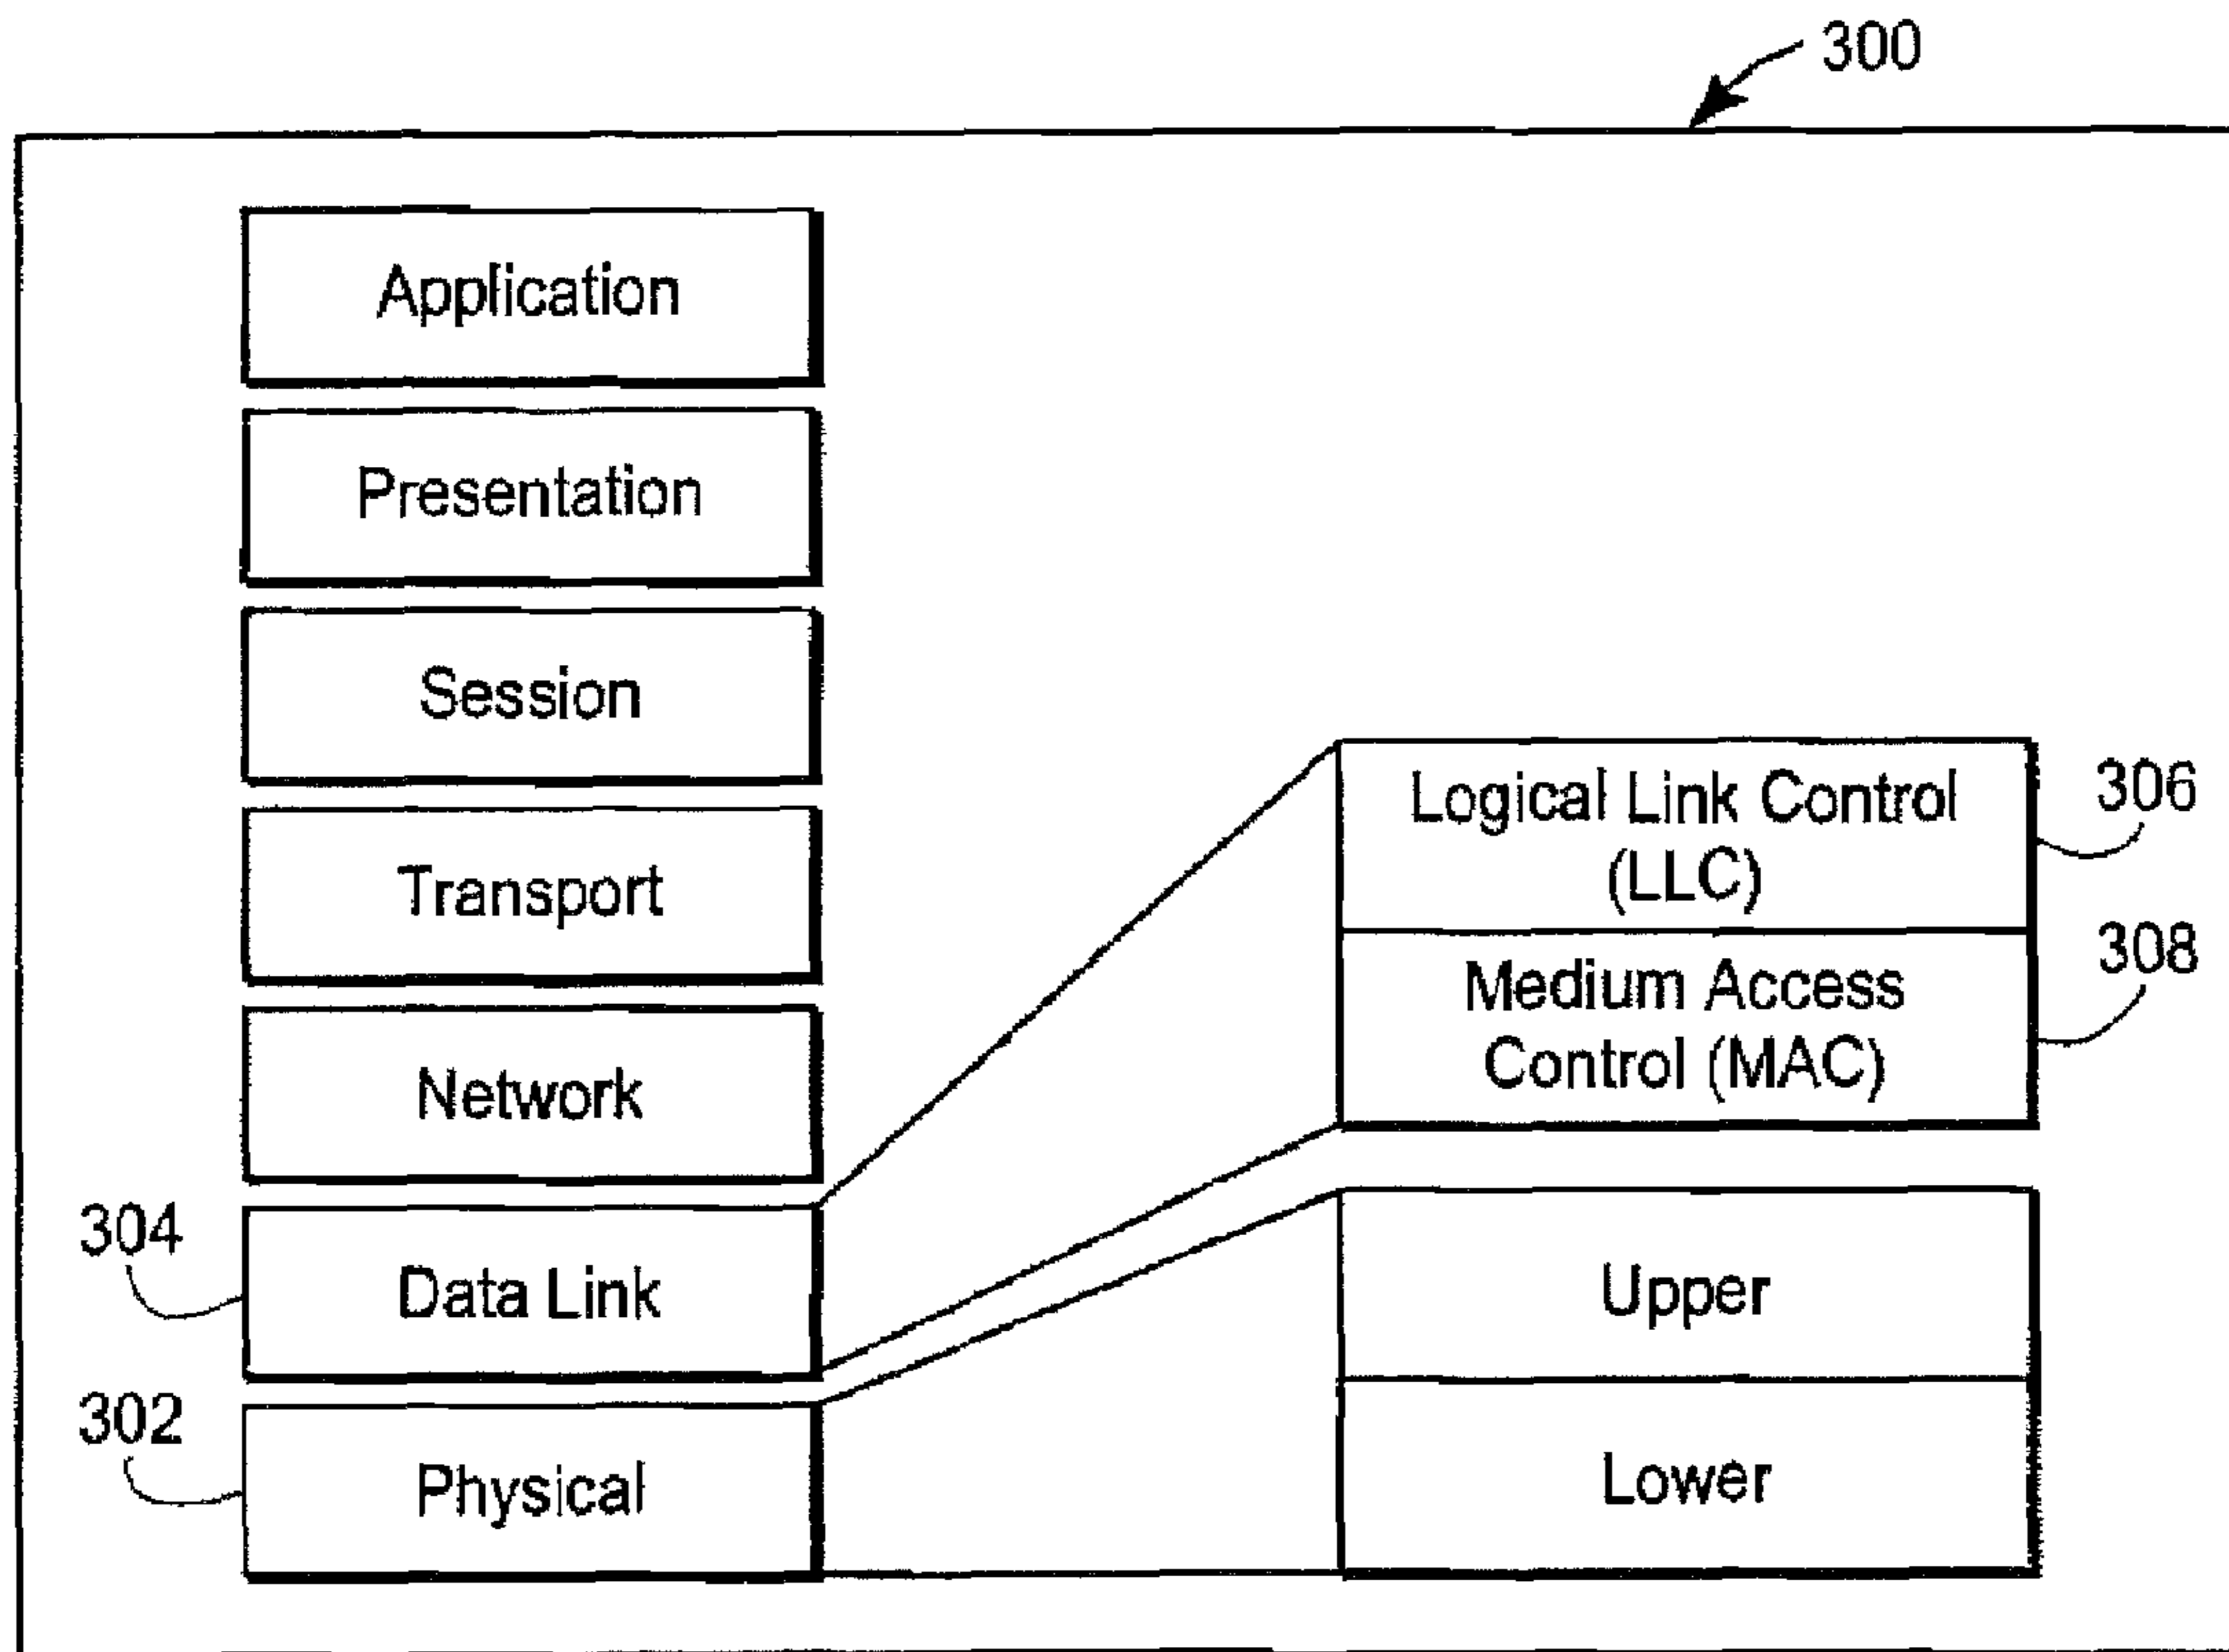 300
Application
Presentation
Session
Transport
Network
304
Data Link
302
Physical
Logical Link Control
(LLC)
306
Medium Access
Control (MAC)
308
Upper
Lower